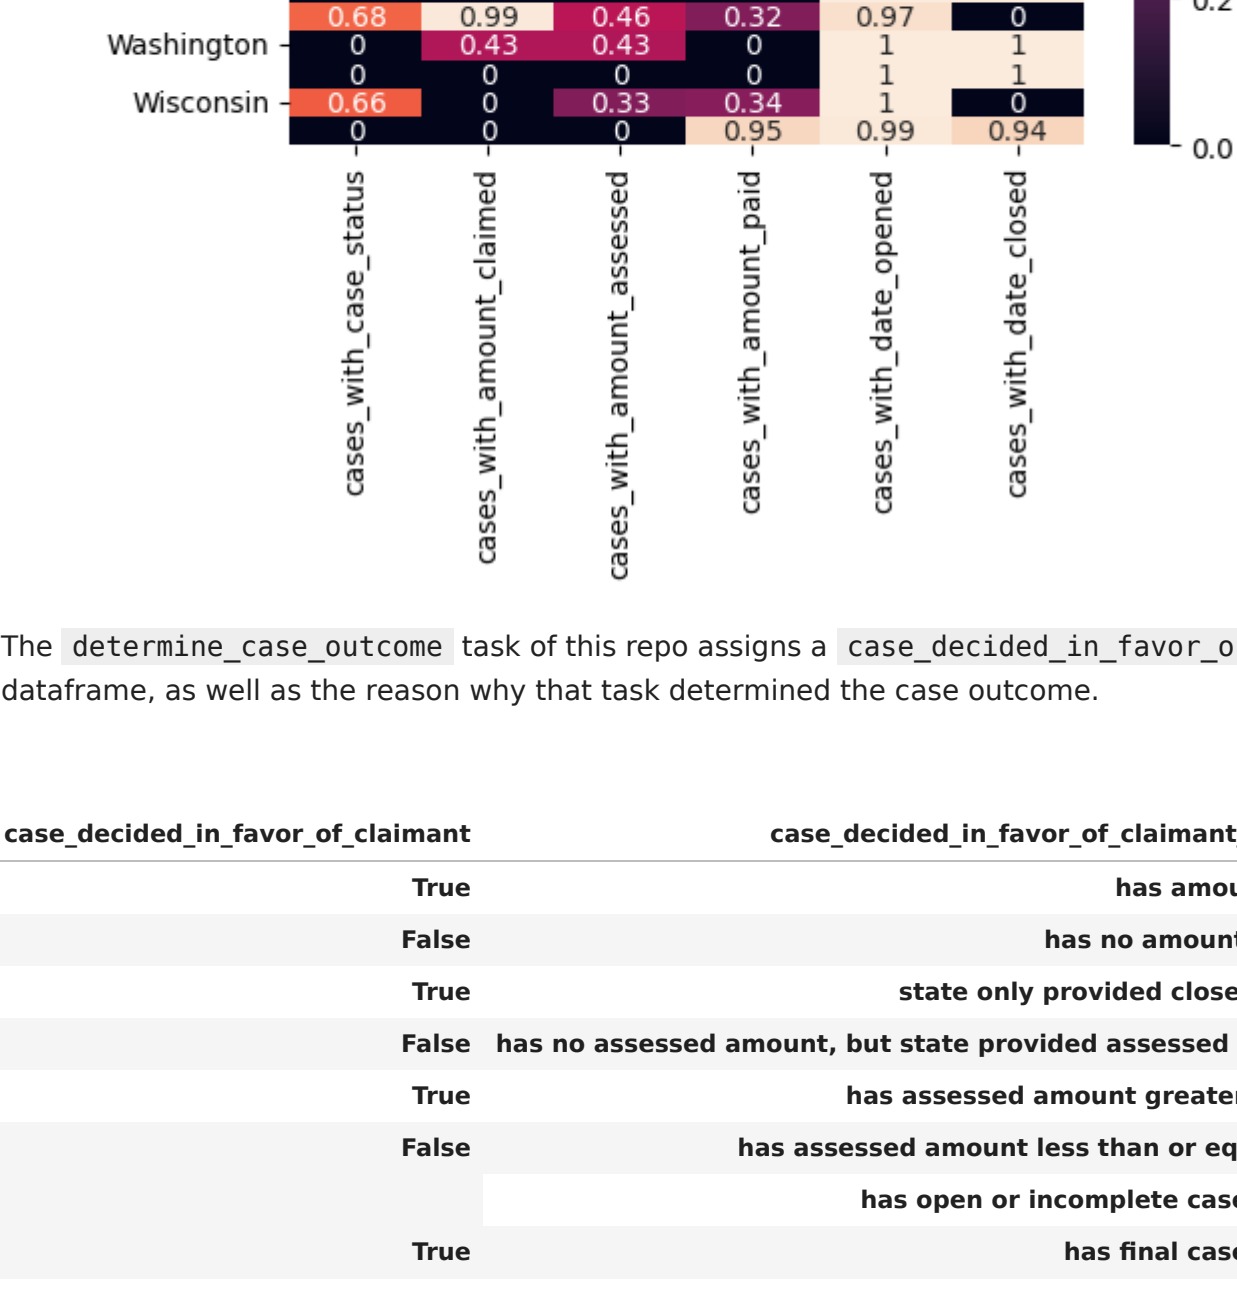 0.68 0.99 0.46 0.32 0.97 0 0.2
Washington 0 0.43 0.43 0 1 1
0 0 0 0 1 1
Wisconsin 0.66 0 0.33 0.34 1 0
0 0 0 0.95 0.99 0.94 0.0
cases_with_case_status
cases_with_amount_claimed
cases_with_amount_assessed
cases_with_amount_paid
cases_with_date_opened
cases_with_date_closed
The determine_case_outcome task of this repo assigns a case_decided_in_favor_o
dataframe, as well as the reason why that task determined the case outcome.
case_decided_in_favor_of_claimant case_decided_in_favor_of_claimant_
True has amou
False has no amount
True state only provided close
False has no assessed amount, but state provided assessed
True has assessed amount greater
False has assessed amount less than or eq
has open or incomplete case
True has final case